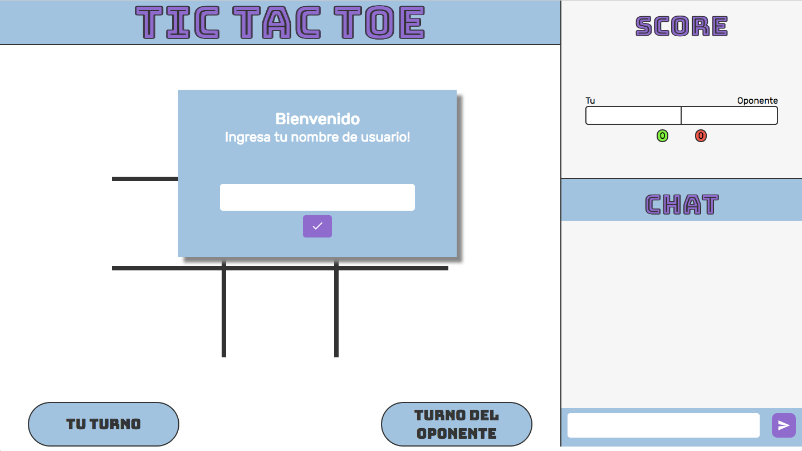 TIC TAC TOE
SCORE
Tu
Oponente
0
0
Bienvenido
Ingresa tu nombre de usuario!
CHAT
TU TURNO
TURNO DEL
OPONENTE